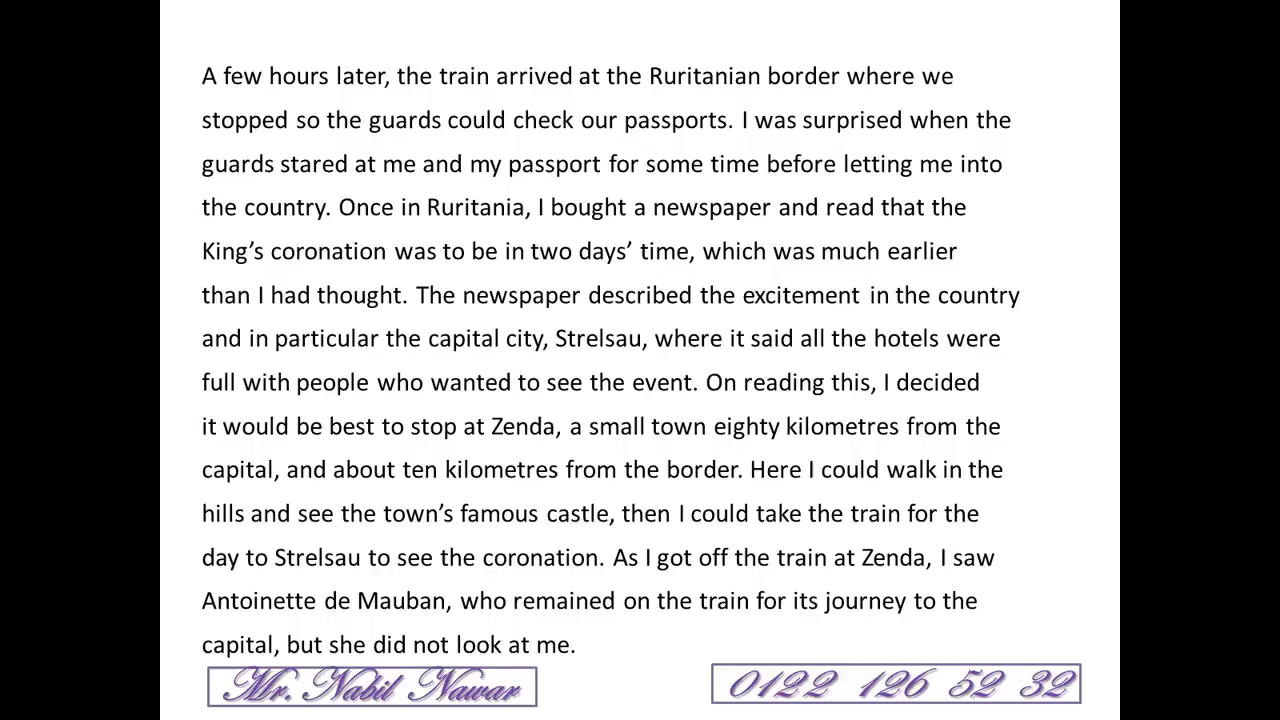 A few hours later, the train arrived at the Ruritanian border where we
stopped so the guards could check our passports. I was surprised when the
guards stared at me and my passport for some time before letting me into
the country. Once in Ruritania, I bought a newspaper and read that the
King’s coronation was to be in two days’ time, which was much earlier
than I had thought. The newspaper described the excitement in the country
and in particular the capital city, Strelsau, where it said all the hotels were
full with people who wanted to see the event. On reading this, I decided
it would be best to stop at Zenda, a small town eighty kilometres from the
capital, and about ten kilometres from the border. Here I could walk in the
hills and see the town’s famous castle, then I could take the train for the
day to Strelsau to see the coronation. As I got off the train at Zenda, I saw
Antoinette de Mauban, who remained on the train for its journey to the
capital, but she did not look at me.
Mr. Nabil Nawar
0122 126 52 32